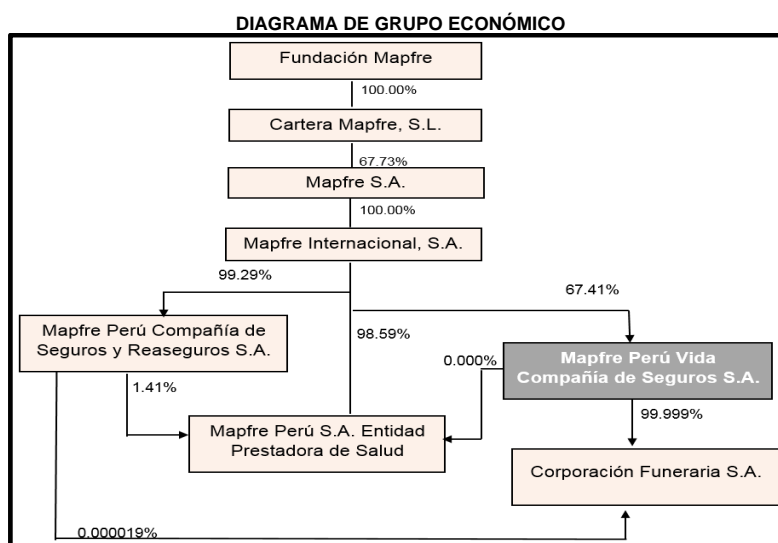 DIAGRAMA DE GRUPO ECONÓMICO
Fundación Mapfre
100.00%
Cartera Mapfre, S.L.
67.73%
Mapfre S.A.
100.00%
Mapfre Internacional, S.A.
99.29%
67.41%
Mapfre Perú Compañía de
Seguros y Reaseguros S.A.
98.59%
0.000%
Mapfre Perú Vida
Compañía de Seguros S.A.
1.41%
99.999%
Mapfre Perú S.A. Entidad
Prestadora de Salud
Corporación Funeraria S.A.
0.000019%